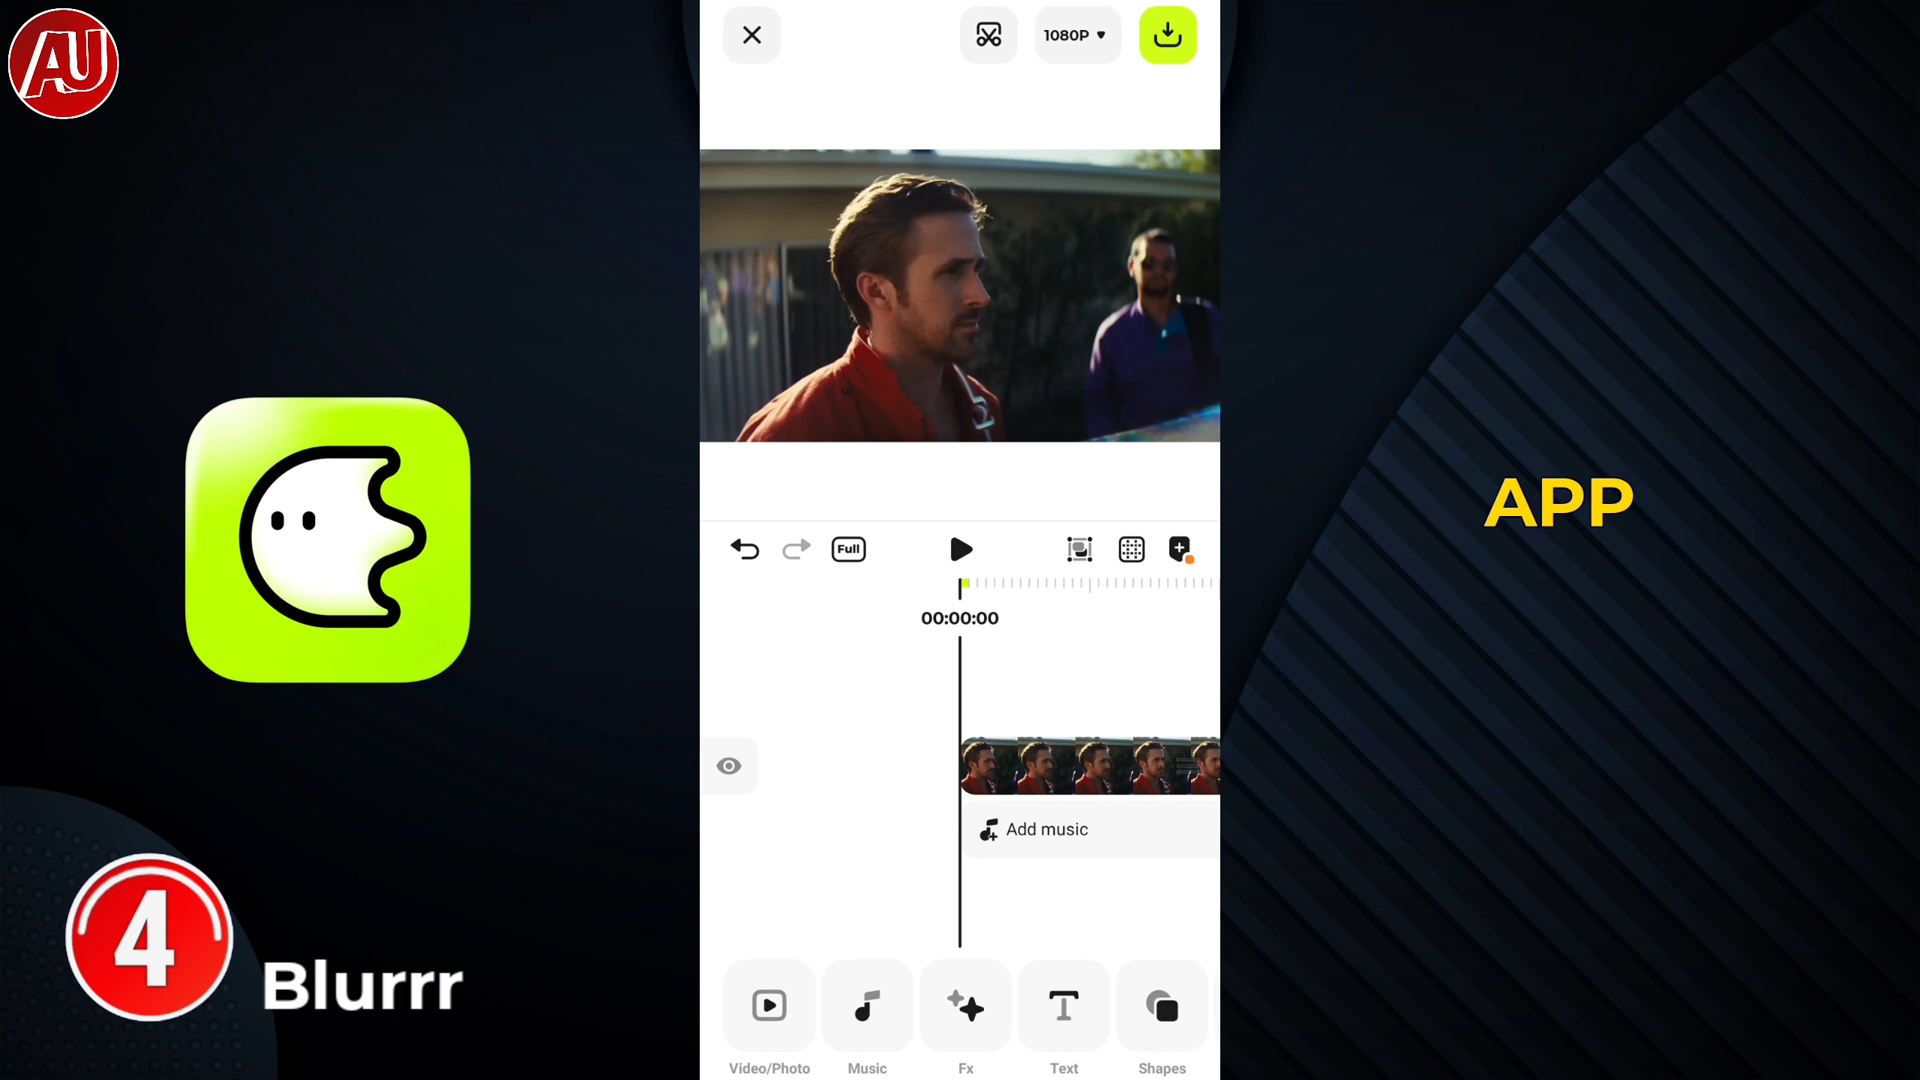 AU
1080P
Full
00:00:00
Add music
Video/Photo
Music
Fx
Text
Shapes
4
Blurrr
APP